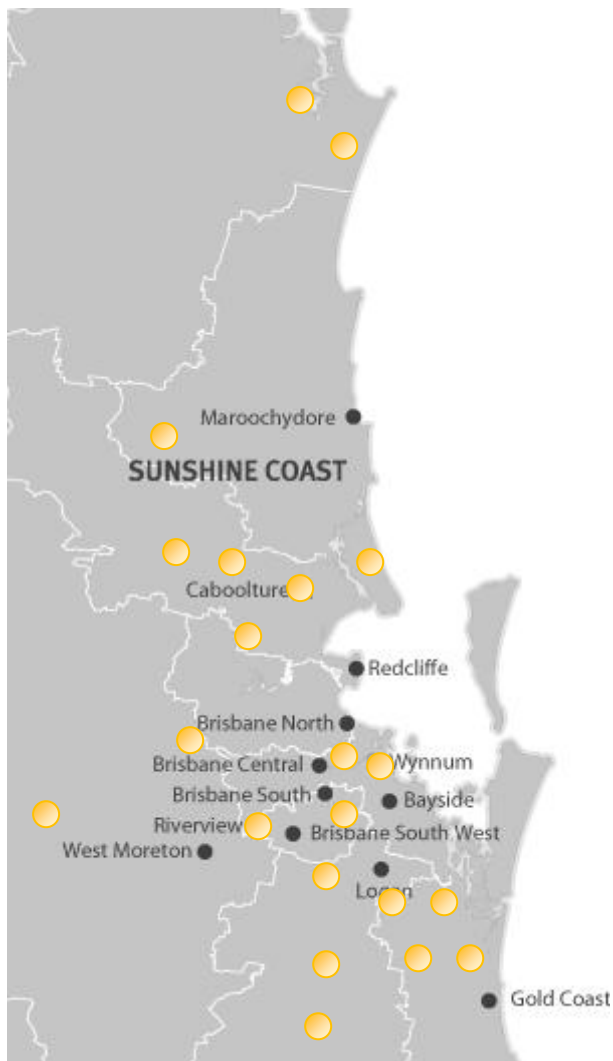 Maroochydore
SUNSHINE COAST
Caboolture
Redcliffe
Brisbane North
Brisbane Central
Wynnum
Brisbane South
Bayside
Riverview
Brisbane South West
West Moreton
Logan
Gold Coast